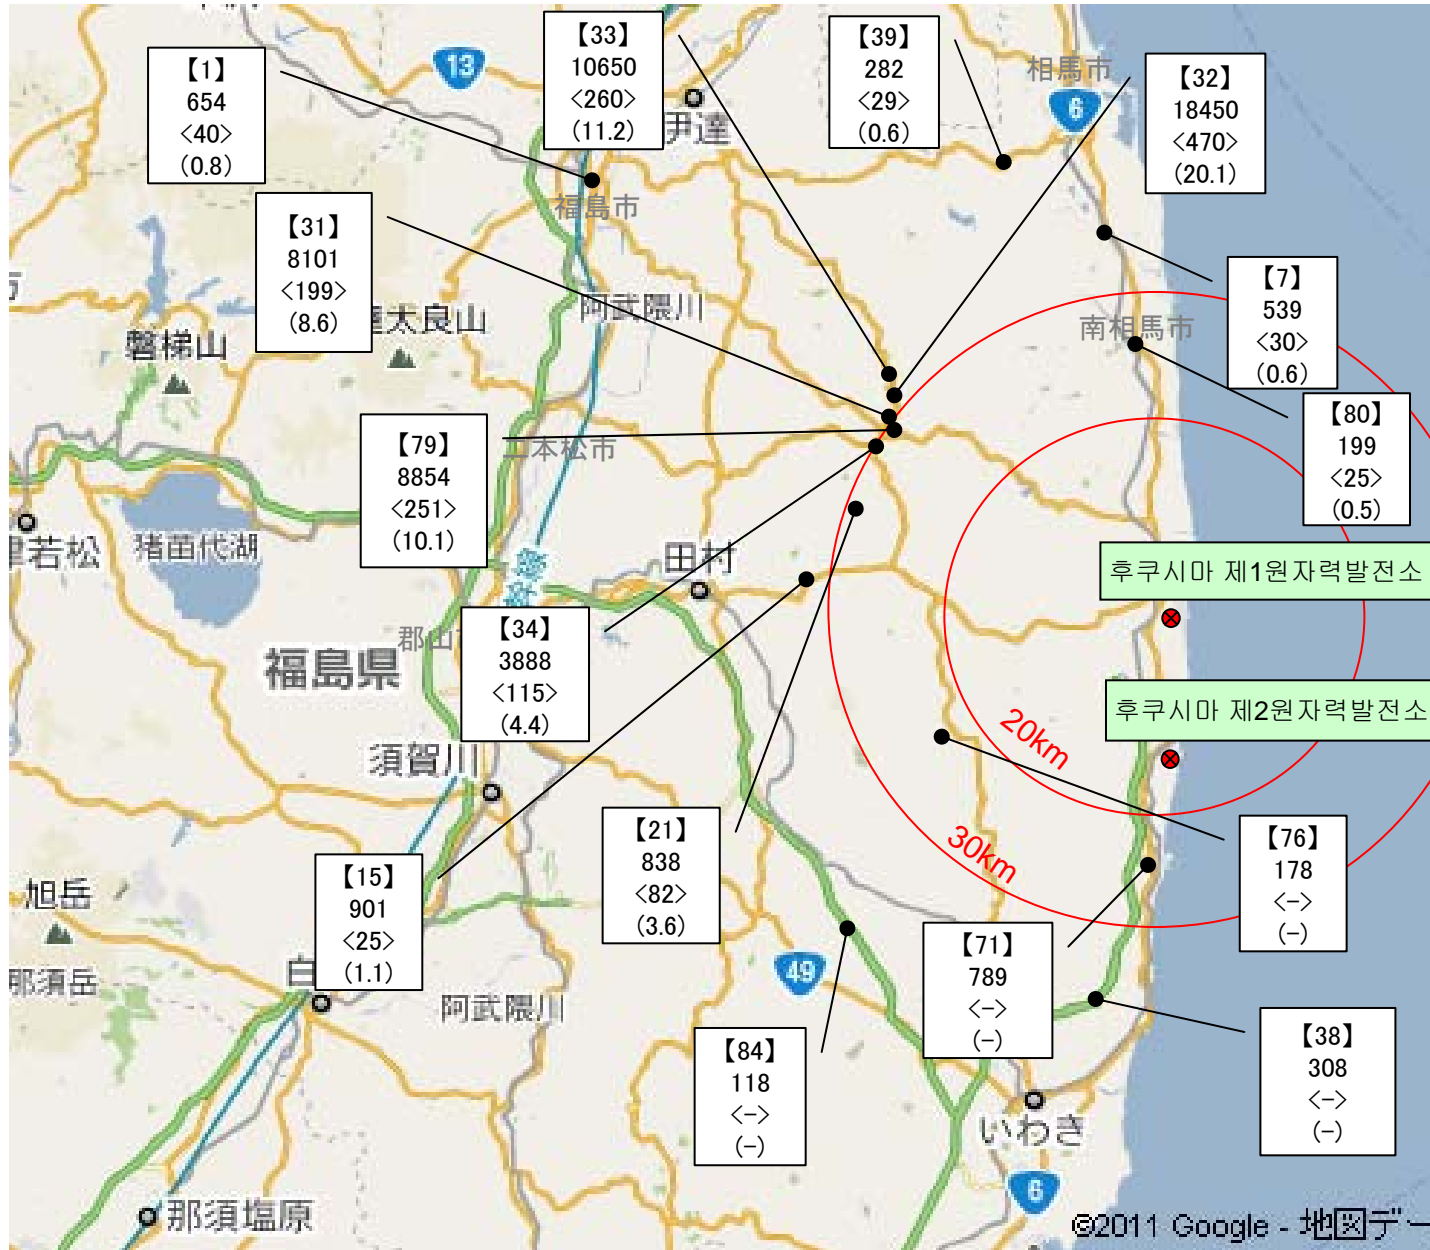 【33】
10650
<260>
(11.2)
【39】
282
<29>
(0.6)
【32】
18450
<470>
(20.1)
【1】
654
<40>
(0.8)
13
伊達
相馬市
6
福島市
【31】
8101
<199>
(8.6)
【7】
539
<30>
(0.6)
阿武隈川
達太良山
磐梯山
南相馬市
【79】
8854
<251>
(10.1)
二本松市
【80】
199
<25>
(0.5)
猪苗代湖
津若松
田村
후쿠시마 제1원자력발전소
【34】
3888
<115>
(4.4)
郡山
福島県
후쿠시마 제2원자력발전소
20km
須賀川
30km
【21】
838
<82>
(3.6)
【76】
178
<->
(-)
【15】
901
<25>
(1.1)
旭岳
那須岳
白
49
【71】
789
<->
(-)
阿武隈川
【84】
118
<->
(-)
【38】
308
<->
(-)
いわき
6
那須塩原
©2011 Google - 地図デー